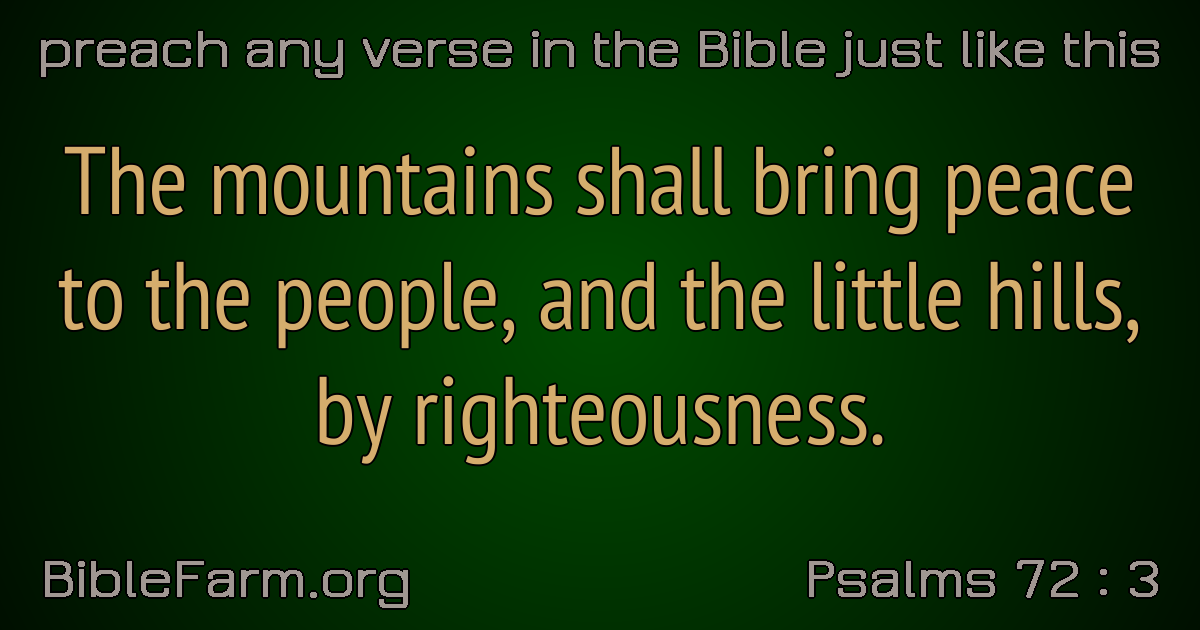 preach any verse in the Bible just like this
The mountains shall bring peace
to the people, and the little hills,
by righteousness.
BibleFarm.org
Psalms 72 : 3